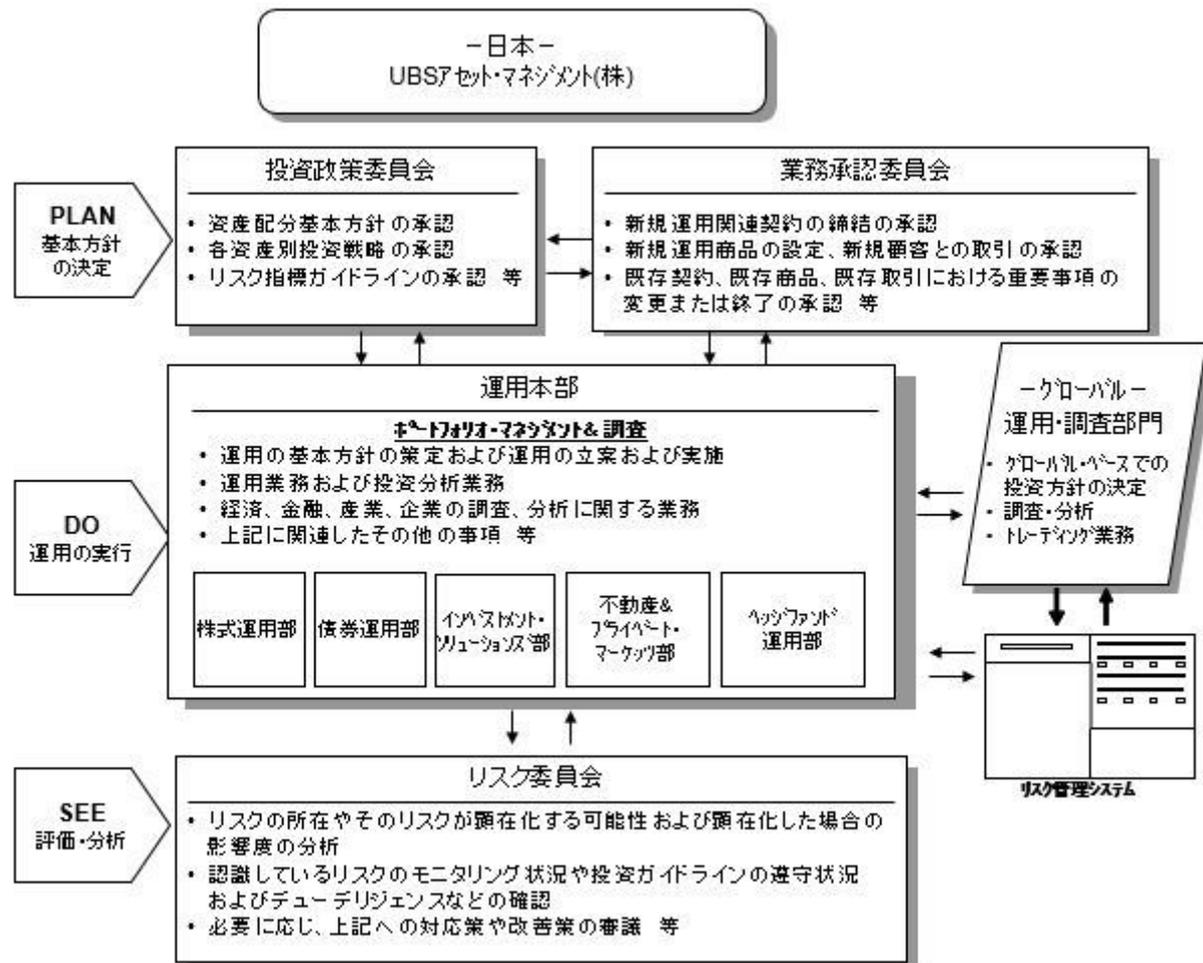 －日本－
UBSｱｾｯﾄ･ﾏﾈｼﾞﾒﾝﾄ(株)
投資政策委員会
• 資産配分基本方針の承認
• 各資産別投資戦略の承認
• リスク指標ガイドラインの承認 等
業務承認委員会
• 新規運用関連契約の締結の承認
• 新規運用商品の設定、新規顧客との取引の承認
• 既存契約、既存商品、既存取引における重要事項の
変更または終了の承認 等
PLAN
基本方針
の決定
運用本部
ﾎﾟｰﾄﾌｫﾘｵ･ﾏﾈｼﾞﾒﾝﾄ&調査
• 運用の基本方針の策定および運用の立案および実施
• 運用業務および投資分析業務
• 経済、金融、産業、企業の調査、分析に関する業務
• 上記に関連したその他の事項 等
DO
運用の実行
株式運用部
債券運用部
ｲﾝﾍﾞｽﾄﾒﾝﾄ･
ｿﾘｭｰｼｮﾝｽﾞ部
不動産&
ﾌﾟﾗｲﾍﾞｰﾄ･
ﾏｰｹｯﾂ部
ﾍｯｼﾞﾌｧﾝﾄﾞ
運用部
－ｸﾞﾛｰﾊﾞﾙ－
運用･調査部門
• ｸﾞﾛｰﾊﾞﾙ･ﾍﾞｰｽでの
投資方針の決定
• 調査･分析
• ﾄﾚｰﾃﾞｨﾝｸﾞ業務
ﾘｽｸ管理ｼｽﾃﾑ
SEE
評価･分析
リスク委員会
• リスクの所在やそのリスクが顕在化する可能性および顕在化した場合の
影響度の分析
• 認識しているリスクのモニタリング状況や投資ガイドラインの遵守状況
およびデューデリジェンスなどの確認
• 必要に応じ、上記への対応策や改善策の審議 等